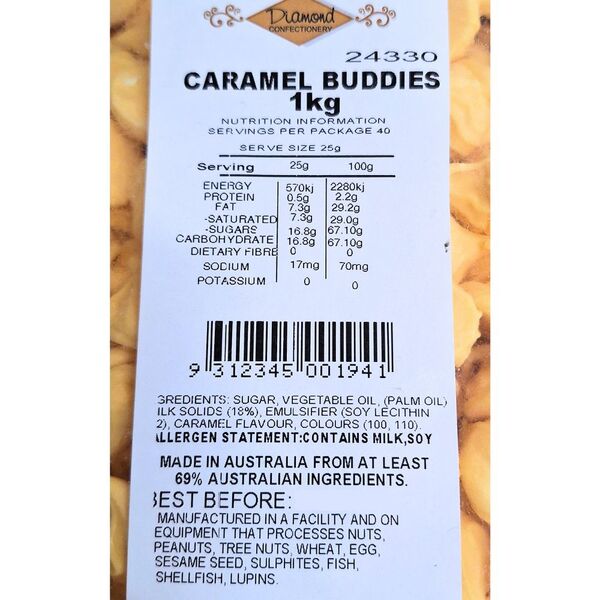 Diamond
CONFECTIONERY
24330
CARAMEL BUDDIES
1kg
NUTRITION INFORMATION
SERVINGS PER PACKAGE 40
SERVE SIZE 25g
Serving 25g 100g
ENERGY 570kj 2280kj
PROTEIN 0.5g 2.2g
FAT 7.3g 29.2g
-SATURATED 7.3g 29.0g
-SUGARS 16.8g 67.10g
CARBOHYDRATE 16.8g 67.10g
DIETARY FIBRE 0 0
SODIUM 17mg 70mg
POTASSIUM 0 0
9 312345 001941
GREDIENTS: SUGAR, VEGETABLE OIL, (PALM OIL)
ILK SOLIDS (18%), EMULSIFIER (SOY LECITHIN
2), CARAMEL FLAVOUR, COLOURS (100, 110).
ALLERGEN STATEMENT:CONTAINS MILK,SOY
MADE IN AUSTRALIA FROM AT LEAST
69% AUSTRALIAN INGREDIENTS.
BEST BEFORE:
MANUFACTURED IN A FACILITY AND ON
EQUIPMENT THAT PROCESSES NUTS,
PEANUTS, TREE NUTS, WHEAT, EGG,
SESAME SEED, SULPHITES, FISH,
SHELLFISH, LUPINS.